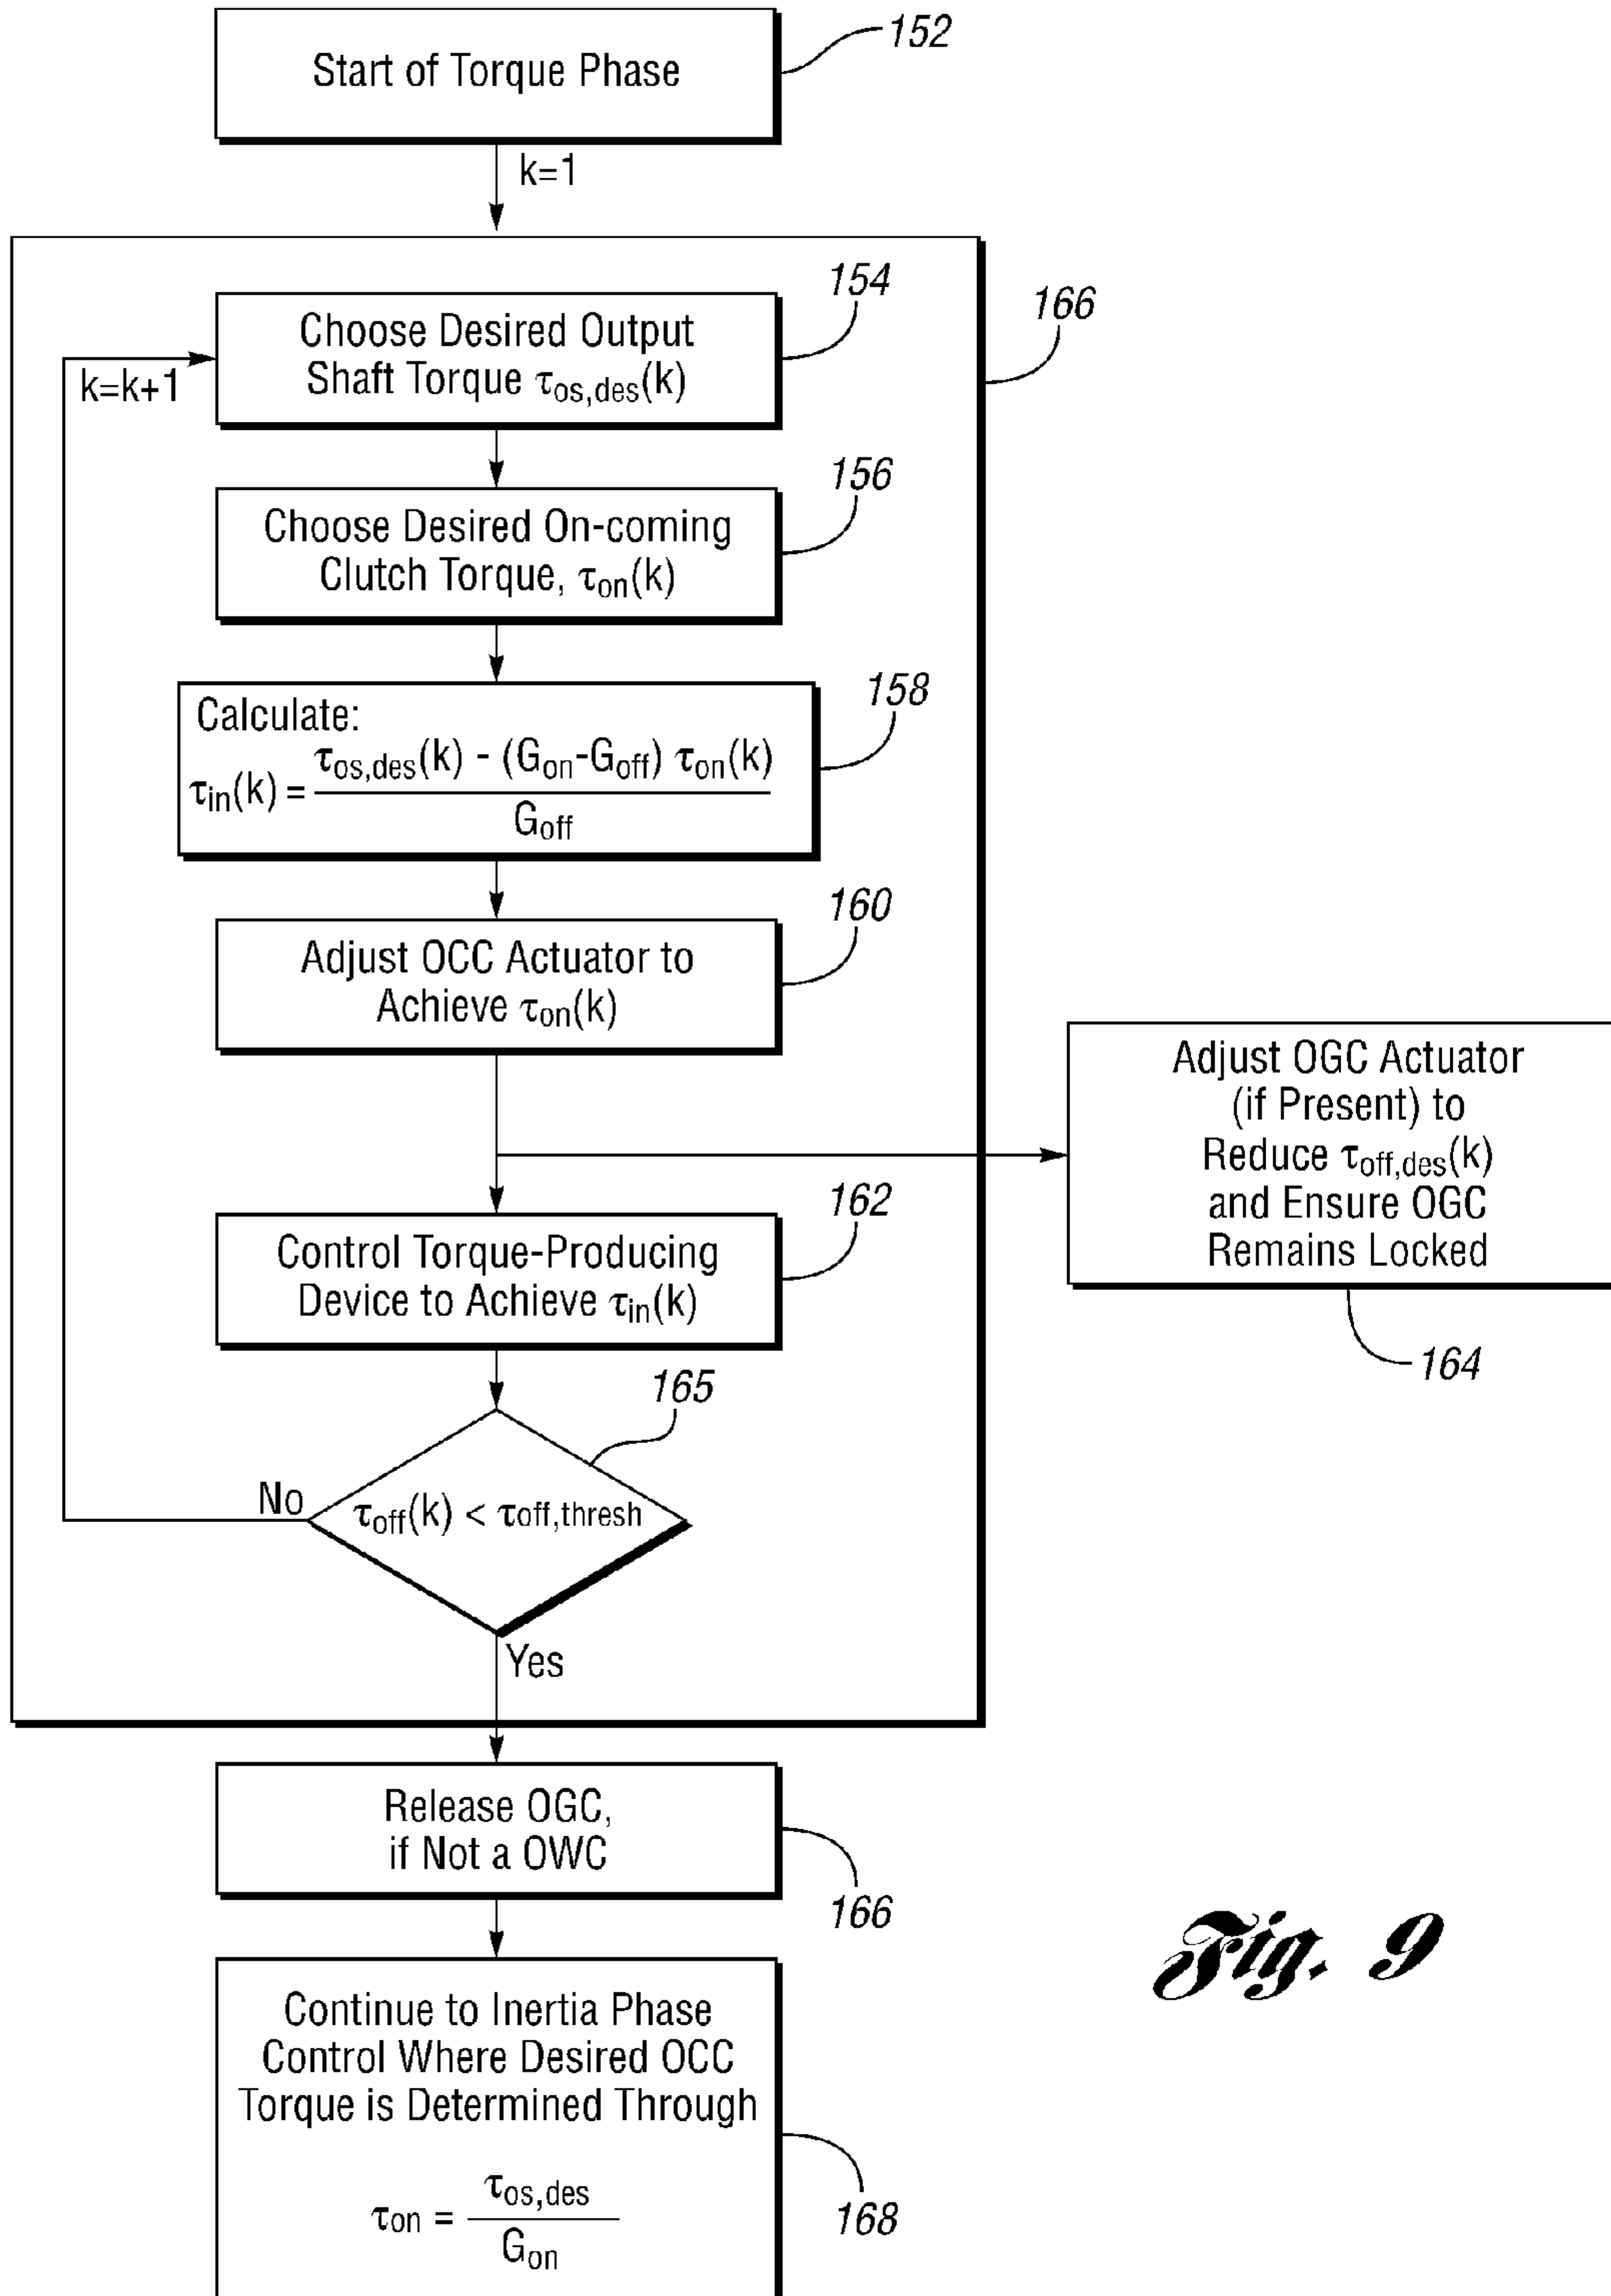 Start of Torque Phase
152
k=1
154
Choose Desired Output
Shaft Torque τos,des(k)
166
k=k+1
156
Choose Desired On-coming
Clutch Torque, τon(k)
158
Calculate:
τin(k) = τos,des(k) - (Gon-Goff) τon(k)
Goff
160
Adjust OCC Actuator to
Achieve τon(k)
Adjust OGC Actuator
(if Present) to
Reduce τoff,des(k)
and Ensure OGC
Remains Locked
164
162
Control Torque-Producing
Device to Achieve τin(k)
165
No
τoff(k) < τoff,thresh
Yes
Release OGC,
if Not a OWC
166
Continue to Inertia Phase
Control Where Desired OCC
Torque is Determined Through
τon = τos,des
Gon
168
Fig. 9